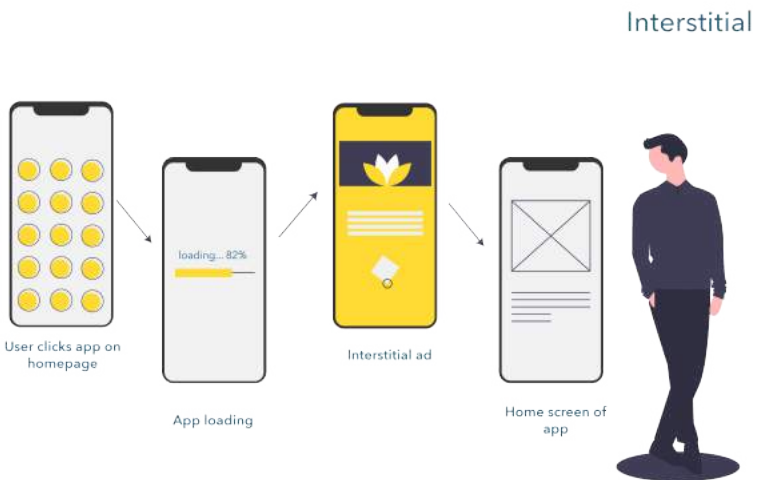 Interstitial
loading... 82%
User clicks app on
homepage
App loading
Interstitial ad
Home screen of
app